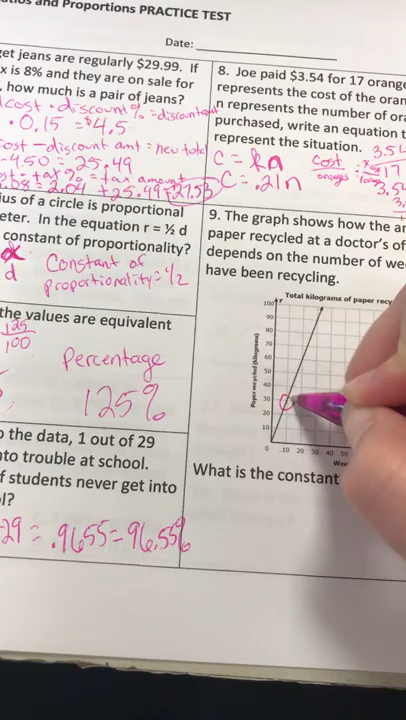 and Proportions PRACTICE TEST
Date:
get jeans are regularly $29.99. If
x is 8% and they are on sale for
, how much is a pair of jeans?
cost · discount % = discount amt
· 0.15 = $4.5
cost - discount amt = new total
-450 = 25.49
tax % = tax amount
= 2.04 + 25.49 = 27.53
ius of a circle is proportional
eter. In the equation r = ½ d
constant of proportionality?
d
Constant of
proportionality = 1/2
the values are equivalent
125
100
Percentage
125%
o the data, 1 out of 29
nto trouble at school.
f students never get into
l?
29 = .9655 = 96.55%
8. Joe paid $3.54 for 17 orange
represents the cost of the oran
n represents the number of ora
purchased, write an equation t
represent the situation.
C = kn
C = .21n
cost
oranges
3.54
17
9. The graph shows how the am
paper recycled at a doctor's of
depends on the number of we
have been recycling.
Total kilograms of paper recy
Paper recycled (kilograms)
100 y
90
80
70
60
50
40
30
20
10
0 10 20 30 40 50
Wee
What is the constant